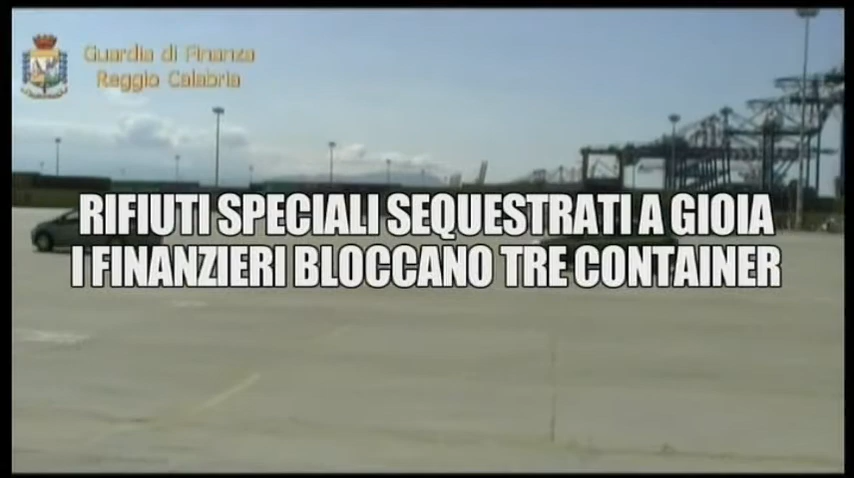 Guardia di Finanza
Reggio Calabria
RIFIUTI SPECIALI SEQUESTRATI A GIOIA
I FINANZIERI BLOCCANO TRE CONTAINER